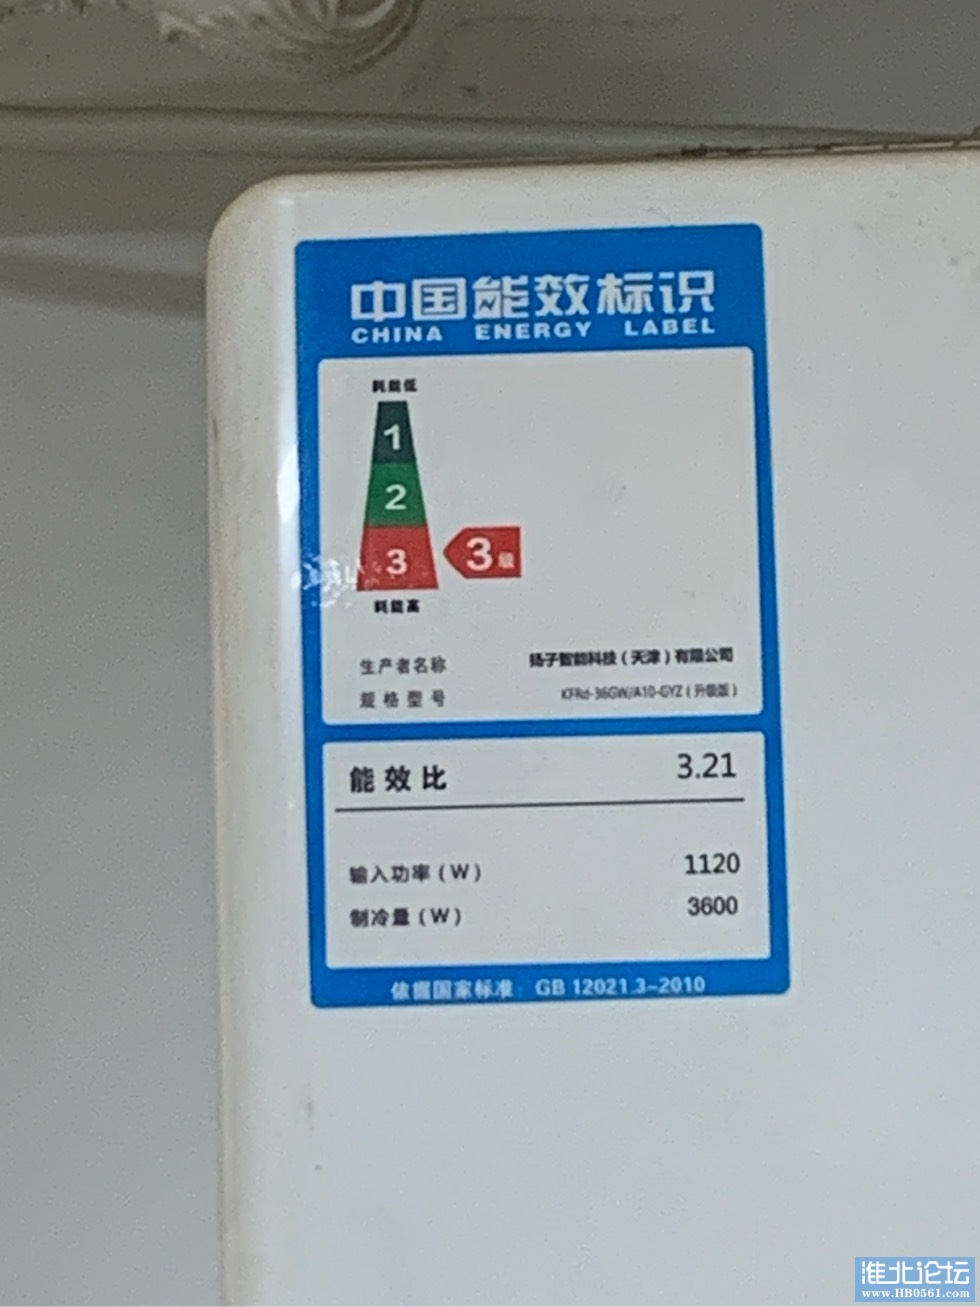 中国能效标识
CHINA ENERGY LABEL
耗能低
1
2
3
3级
耗能高
生产者名称 扬子智能科技（天津）有限公司
规格型号 KFRd-36GW/A10-GYZ（升级版）
能效比 3.21
输入功率（W） 1120
制冷量（W） 3600
依据国家标准：GB 12021.3-2010
淮北论坛
www.HB0561.com